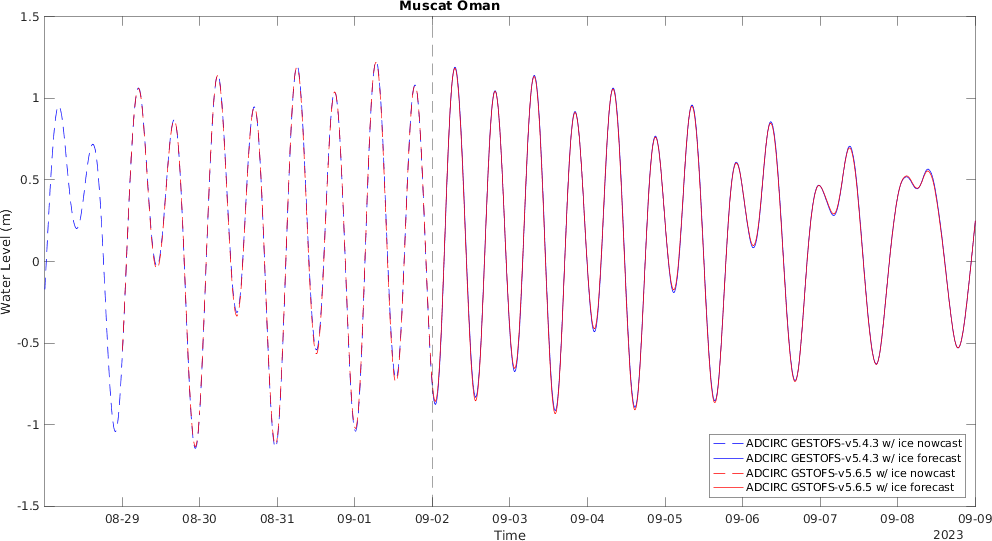 Muscat Oman
1.5
1
0.5
0
-0.5
-1
-1.5
Water Level (m)
08-29 08-30 08-31 09-01 09-02 09-03 09-04 09-05 09-06 09-07 09-08 09-09
Time
2023
ADCIRC GESTOFS-v5.4.3 w/ ice nowcast
ADCIRC GESTOFS-v5.4.3 w/ ice forecast
ADCIRC GSTOFS-v5.6.5 w/ ice nowcast
ADCIRC GSTOFS-v5.6.5 w/ ice forecast